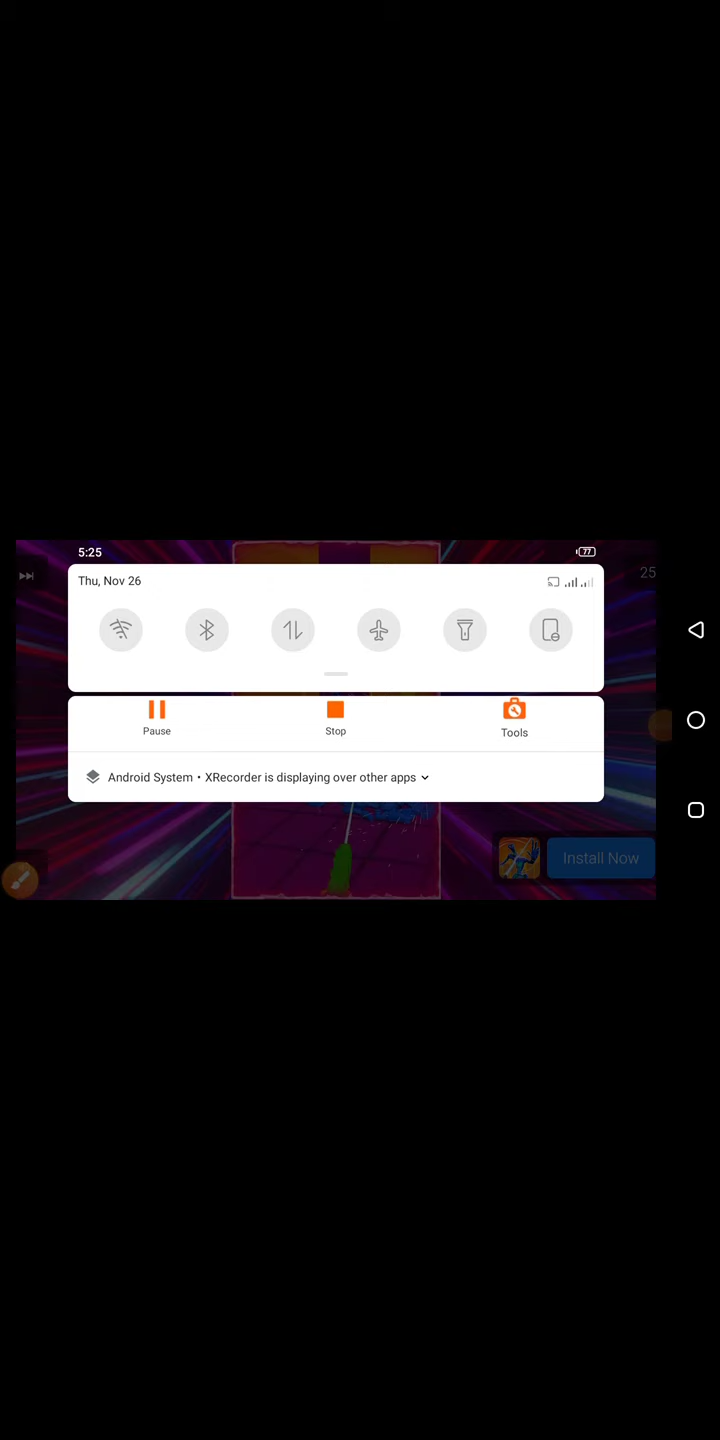 5:25
77
25
Thu, Nov 26
Pause
Stop
Tools
Android System • XRecorder is displaying over other apps
Install Now